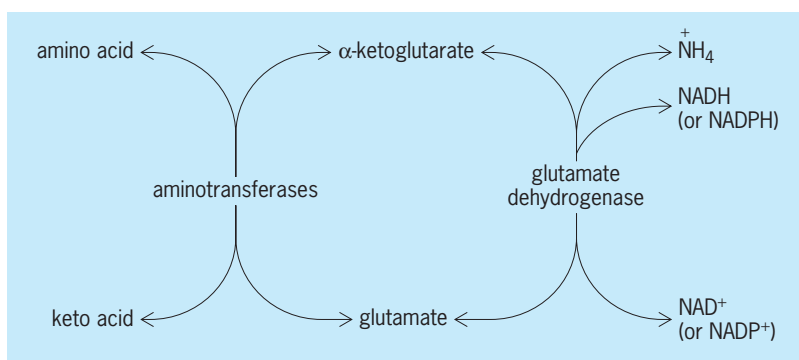 amino acid
α-ketoglutarate
+
NH4
NADH
(or NADPH)
aminotransferases
glutamate
dehydrogenase
keto acid
glutamate
NAD+
(or NADP+)